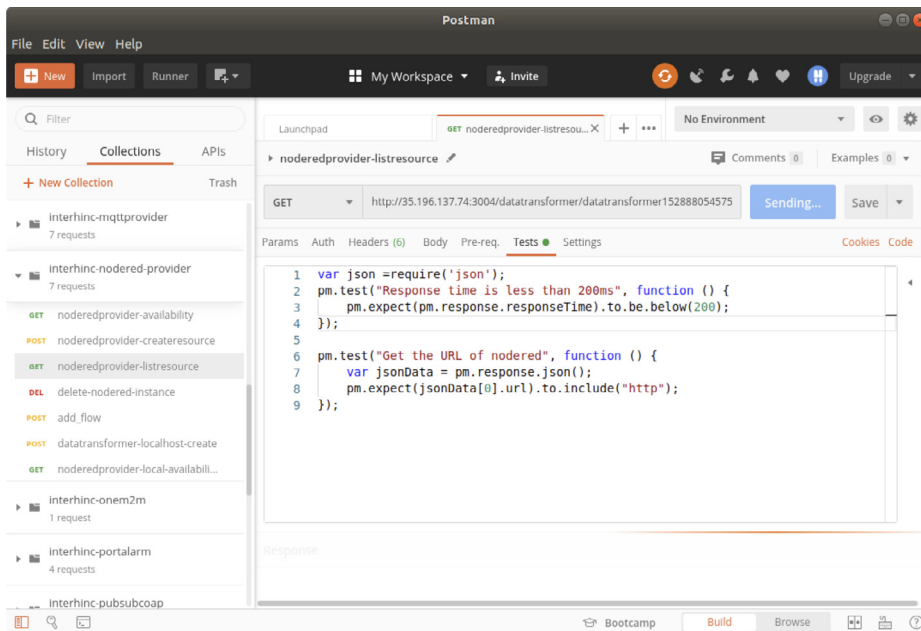 Postman
File Edit View Help
New Import Runner My Workspace Invite Upgrade
Filter
History Collections APIs
New Collection Trash
interhinc-mqttprovider
7 requests
interhinc-nodered-provider
7 requests
GET noderedprovider-availability
POST noderedprovider-createresource
GET noderedprovider-listresource
DEL delete-nodered-instance
POST add_flow
POST datatransformer-localhost-create
GET noderedprovider-local-availabili...
interhinc-onem2m
1 request
interhinc-portalarm
4 requests
interhinc-pubsubcoap
Launchpad GET noderedprovider-listresou... No Environment
noderedprovider-listresource Comments 0 Examples 0
GET http://35.196.137.74:3004/datatransformer/datatransformer152888054575 Sending... Save
Params Auth Headers (6) Body Pre-req. Tests Settings Cookies Code
1 var json =require('json');
2 pm.test("Response time is less than 200ms", function () {
3 pm.expect(pm.response.responseTime).to.be.below(200);
4 });
5
6 pm.test("Get the URL of nodered", function () {
7 var jsonData = pm.response.json();
8 pm.expect(jsonData[0].url).to.include("http");
9 });
Response
Bootcamp Build Browse